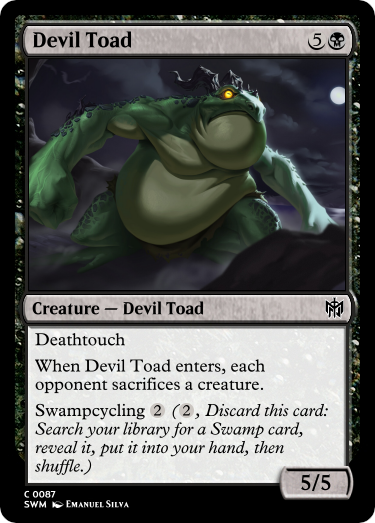 Devil Toad 5
Creature — Devil Toad
Deathtouch
When Devil Toad enters, each
opponent sacrifices a creature.
Swampcycling 2 (2, Discard this card:
Search your library for a Swamp card,
reveal it, put it into your hand, then
shuffle.)
5/5
C 0087
SWM Emanuel Silva